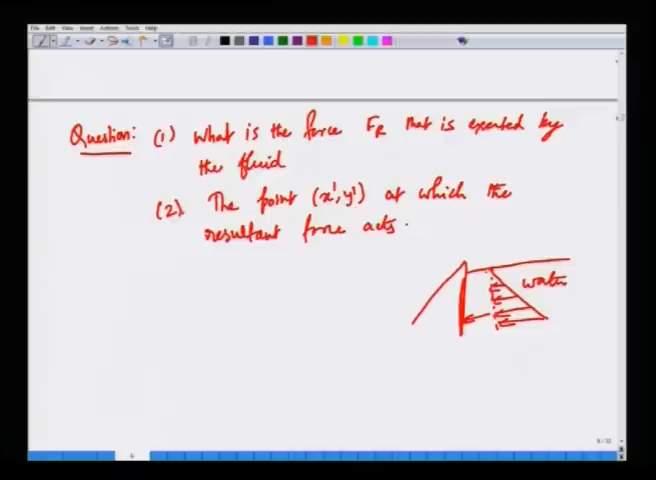 Question: (1) What is the force FR that is exerted by
the fluid
(2) The point (x', y') at which the
resultant force acts.
water